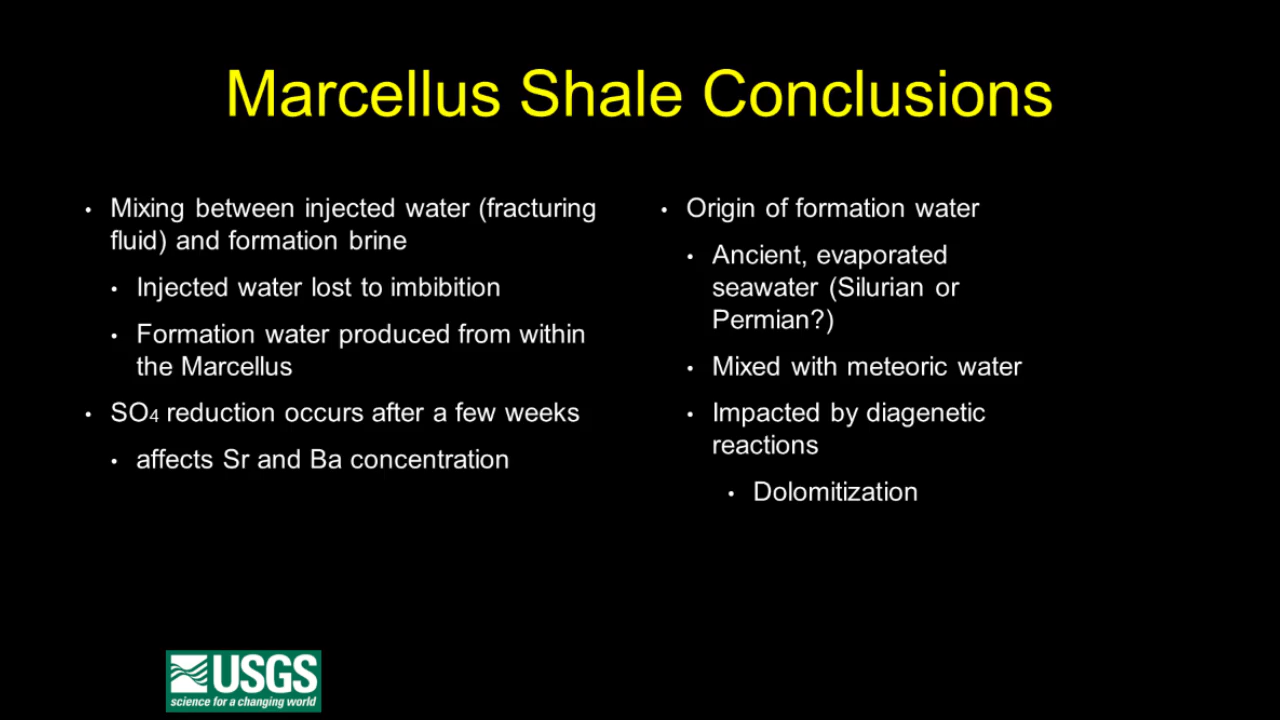 Marcellus Shale Conclusions
• Mixing between injected water (fracturing
fluid) and formation brine
• Injected water lost to imbibition
• Formation water produced from within
the Marcellus
• SO4 reduction occurs after a few weeks
• affects Sr and Ba concentration
• Origin of formation water
• Ancient, evaporated
seawater (Silurian or
Permian?)
• Mixed with meteoric water
• Impacted by diagenetic
reactions
• Dolomitization
USGS
science for a changing world